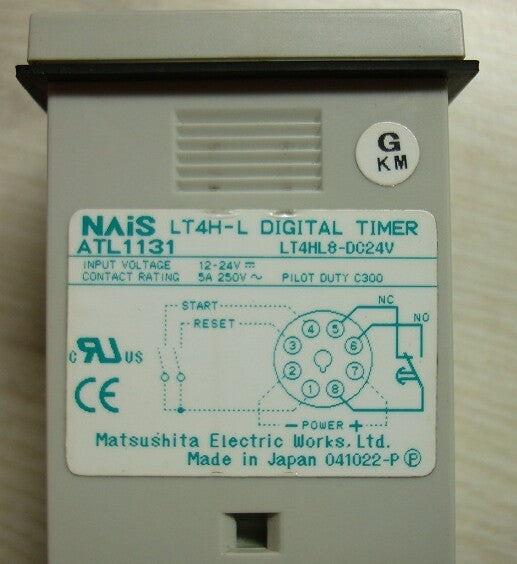 G
KM
NAiS LT4H-L DIGITAL TIMER
ATL1131 LT4HL8-DC24V
INPUT VOLTAGE 12-24V ⎓
CONTACT RATING 5A 250V ~ PILOT DUTY C300
START
RESET
NC
NO
4 5
3 6
2 7
1 8
− POWER +
c RU US
CE
Matsushita Electric Works, Ltd.
Made in Japan 041022-P Ⓟ